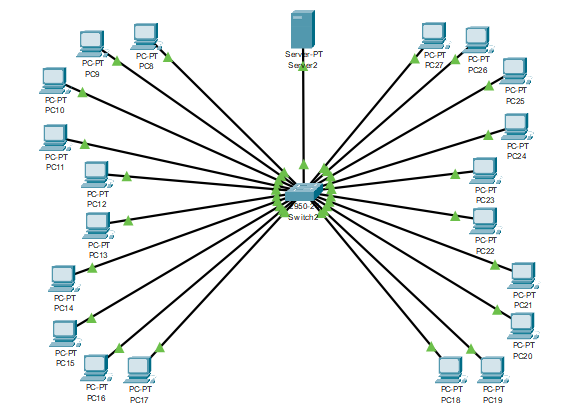 PC-PT
PC8
PC-PT
PC9
Server-PT
Server2
PC-PT
PC27
PC-PT
PC26
PC-PT
PC10
PC-PT
PC25
PC-PT
PC11
PC-PT
PC24
PC-PT
PC12
PC-PT
PC23
2950-2
Switch2
PC-PT
PC13
PC-PT
PC22
PC-PT
PC14
PC-PT
PC21
PC-PT
PC15
PC-PT
PC20
PC-PT
PC16
PC-PT
PC17
PC-PT
PC18
PC-PT
PC19